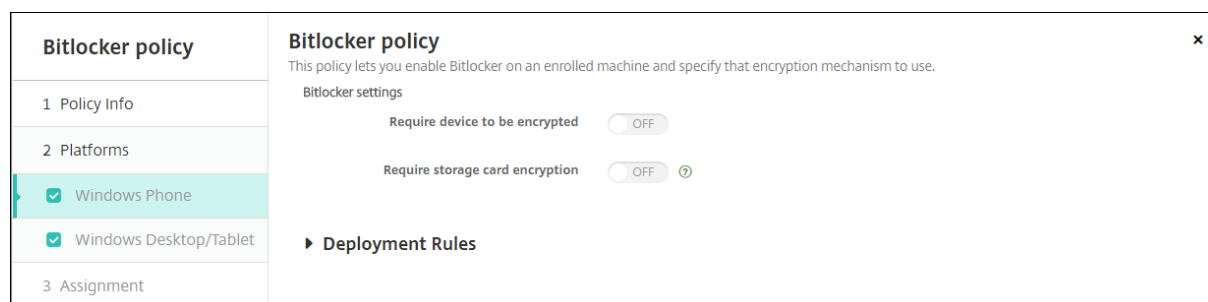 Bitlocker policy
1 Policy Info
2 Platforms
Windows Phone
Windows Desktop/Tablet
3 Assignment
Bitlocker policy
This policy lets you enable Bitlocker on an enrolled machine and specify that encryption mechanism to use.
Bitlocker settings
Require device to be encrypted OFF
Require storage card encryption OFF ?
Deployment Rules